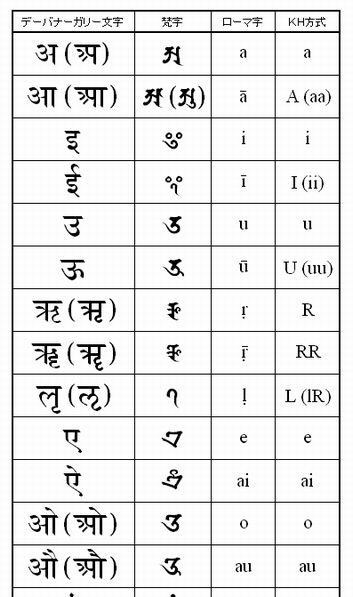 デーバナーガリー文字 梵字 ローマ字 KH方式
अ (अ) a a
आ (आ) ā A (aa)
इ i i
ई ī I (ii)
उ u u
ऊ ū U (uu)
ऋ (ऋ) ṛ R
ॠ (ॠ) ṝ RR
ऌ (ऌ) ḷ L (lR)
ए e e
ऐ ai ai
ओ (ओ) o o
औ (औ) au au